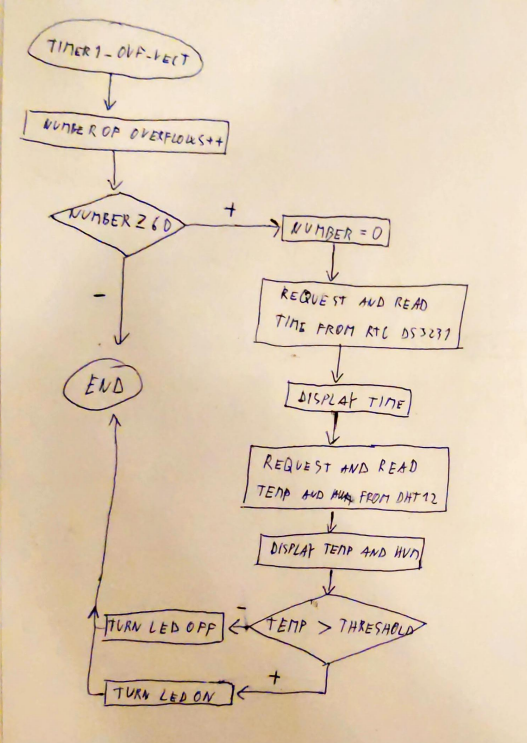 TIMER1_OVF_VECT
NUMBER OF OVERFLOWS++
NUMBER ≥ 60
+
NUMBER = 0
-
REQUEST AND READ
TIME FROM RTC DS3231
END
DISPLAY TIME
REQUEST AND READ
TEMP AND HUM FROM DHT12
DISPLAY TEMP AND HUM
-
TURN LED OFF
TEMP > THRESHOLD
+
TURN LED ON